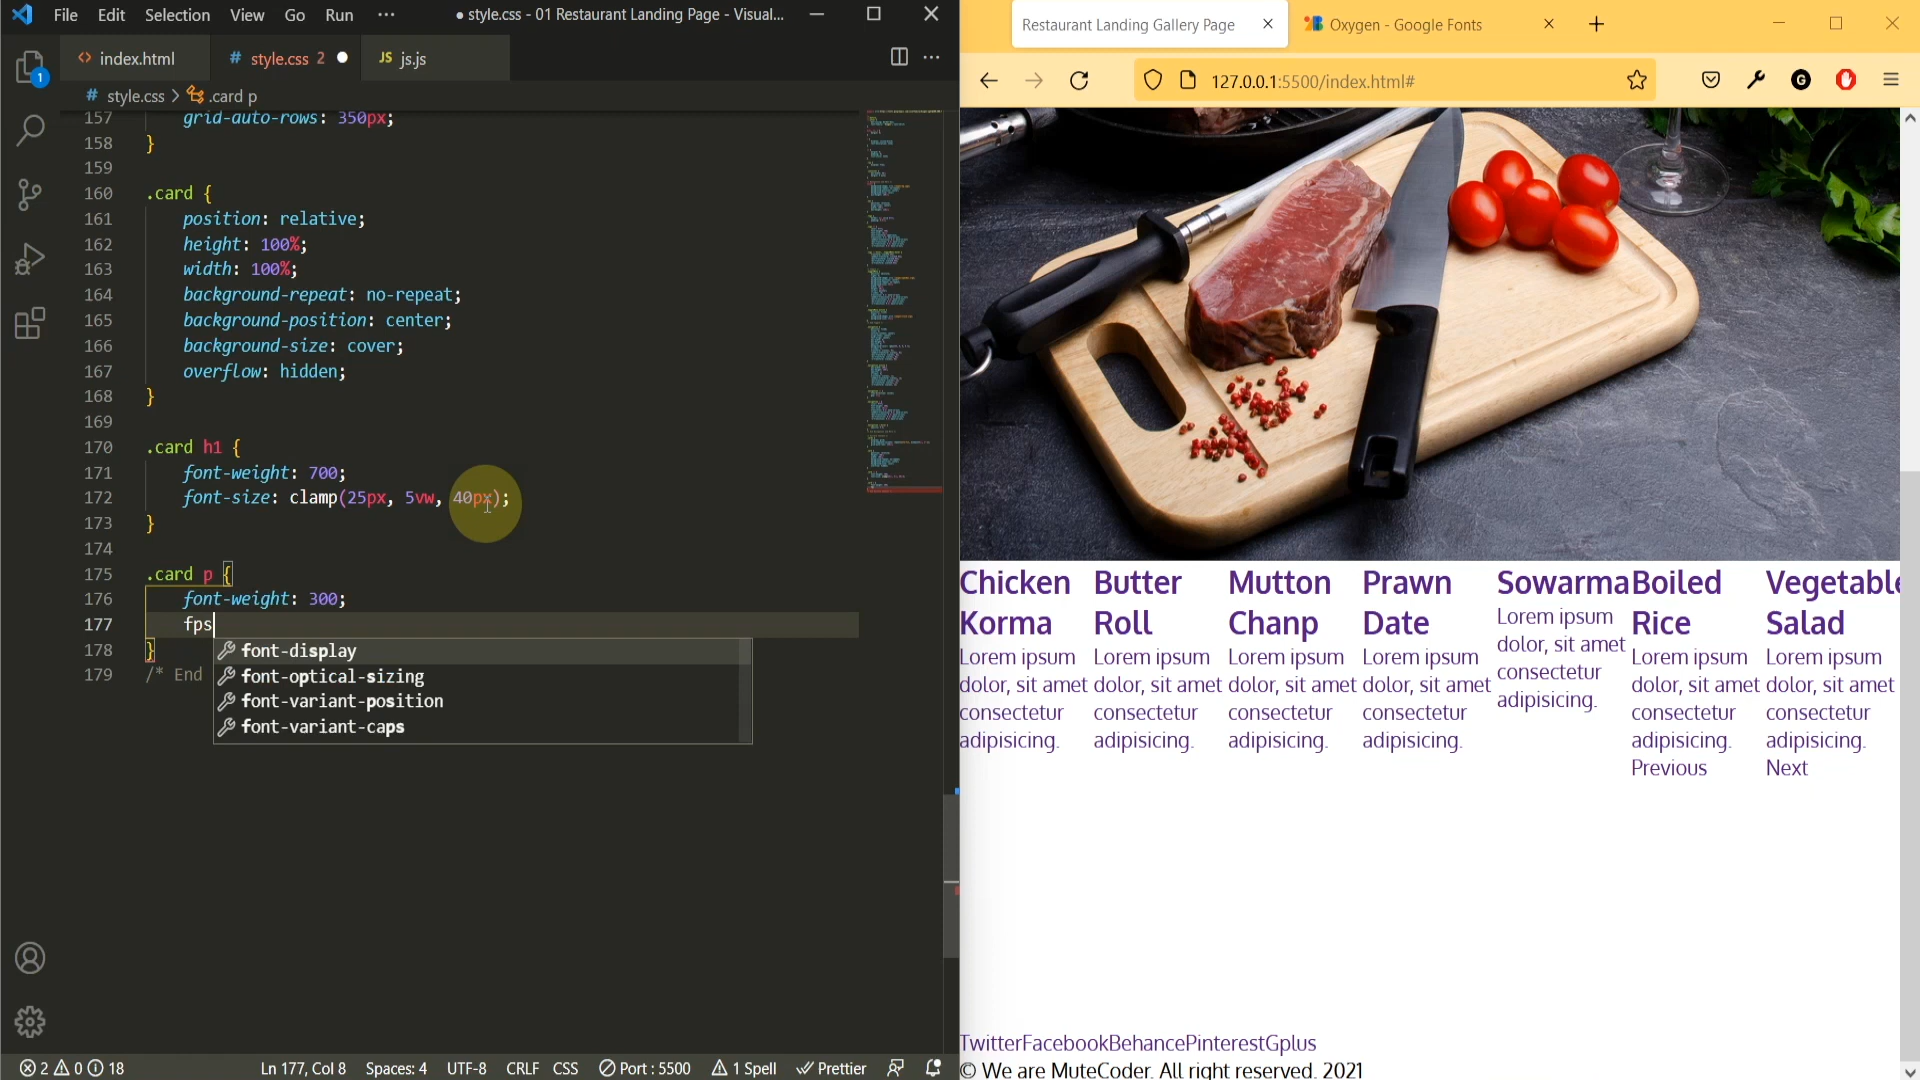 File Edit Selection View Go Run ··· ● style.css - 01 Restaurant Landing Page - Visual...
<> index.html # style.css 2 ● JS js.js
# style.css > .card p
157 grid-auto-rows: 350px;
158 }
159
160 .card {
161 position: relative;
162 height: 100%;
163 width: 100%;
164 background-repeat: no-repeat;
165 background-position: center;
166 background-size: cover;
167 overflow: hidden;
168 }
169
170 .card h1 {
171 font-weight: 700;
172 font-size: clamp(25px, 5vw, 40px);
173 }
174
175 .card p {
176 font-weight: 300;
177 fps
178 }
179 /* End
font-display
font-optical-sizing
font-variant-position
font-variant-caps
1
2 0 18 Ln 177, Col 8 Spaces: 4 UTF-8 CRLF CSS Port : 5500 1 Spell Prettier
Restaurant Landing Gallery Page Oxygen - Google Fonts
127.0.0.1:5500/index.html#
G
Chicken Korma
Lorem ipsum
dolor, sit amet
consectetur
adipisicing.
Butter Roll
Lorem ipsum
dolor, sit amet
consectetur
adipisicing.
Mutton Chanp
Lorem ipsum
dolor, sit amet
consectetur
adipisicing.
Prawn Date
Lorem ipsum
dolor, sit amet
consectetur
adipisicing.
Sowarma
Lorem ipsum
dolor, sit amet
consectetur
adipisicing.
Boiled Rice
Lorem ipsum
dolor, sit amet
consectetur
adipisicing.
Previous
Vegetable Salad
Lorem ipsum
dolor, sit amet
consectetur
adipisicing.
Next
TwitterFacebookBehancePinterestGplus
© We are MuteCoder. All right reserved. 2021